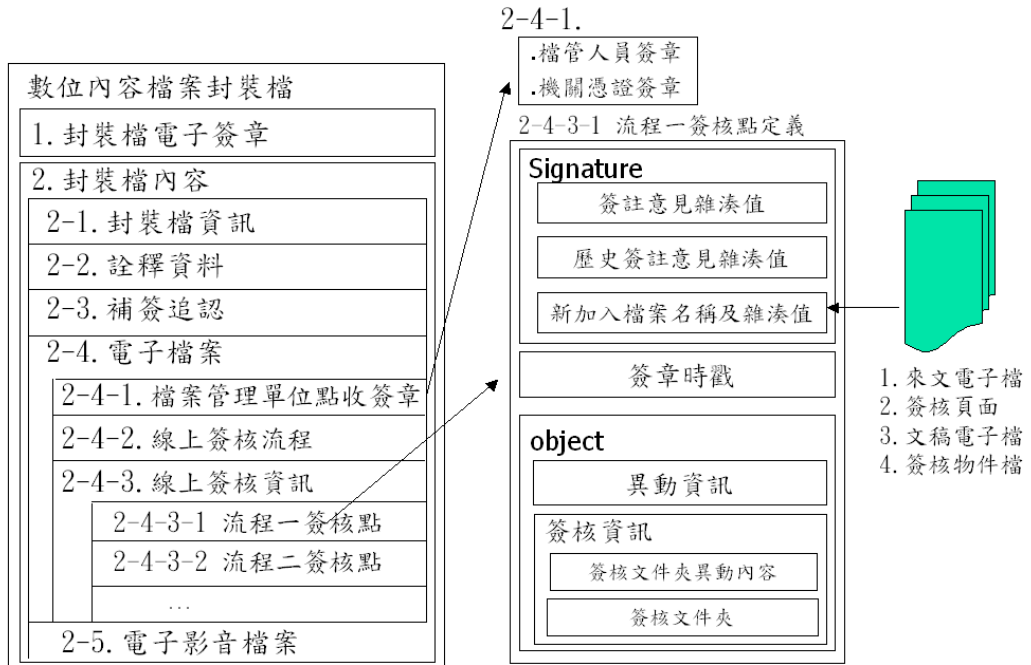 數位內容檔案封裝檔
1.封裝檔電子簽章
2.封裝檔內容
2-1.封裝檔資訊
2-2.詮釋資料
2-3.補簽追認
2-4.電子檔案
2-4-1.檔案管理單位點收簽章
2-4-2.線上簽核流程
2-4-3.線上簽核資訊
2-4-3-1 流程一簽核點
2-4-3-2 流程二簽核點
...
2-5.電子影音檔案
2-4-1.
.檔管人員簽章
.機關憑證簽章
2-4-3-1 流程一簽核點定義
Signature
簽註意見雜湊值
歷史簽註意見雜湊值
新加入檔案名稱及雜湊值
簽章時戳
object
異動資訊
簽核資訊
簽核文件夾異動內容
簽核文件夾
1.來文電子檔
2.簽核頁面
3.文稿電子檔
4.簽核物件檔